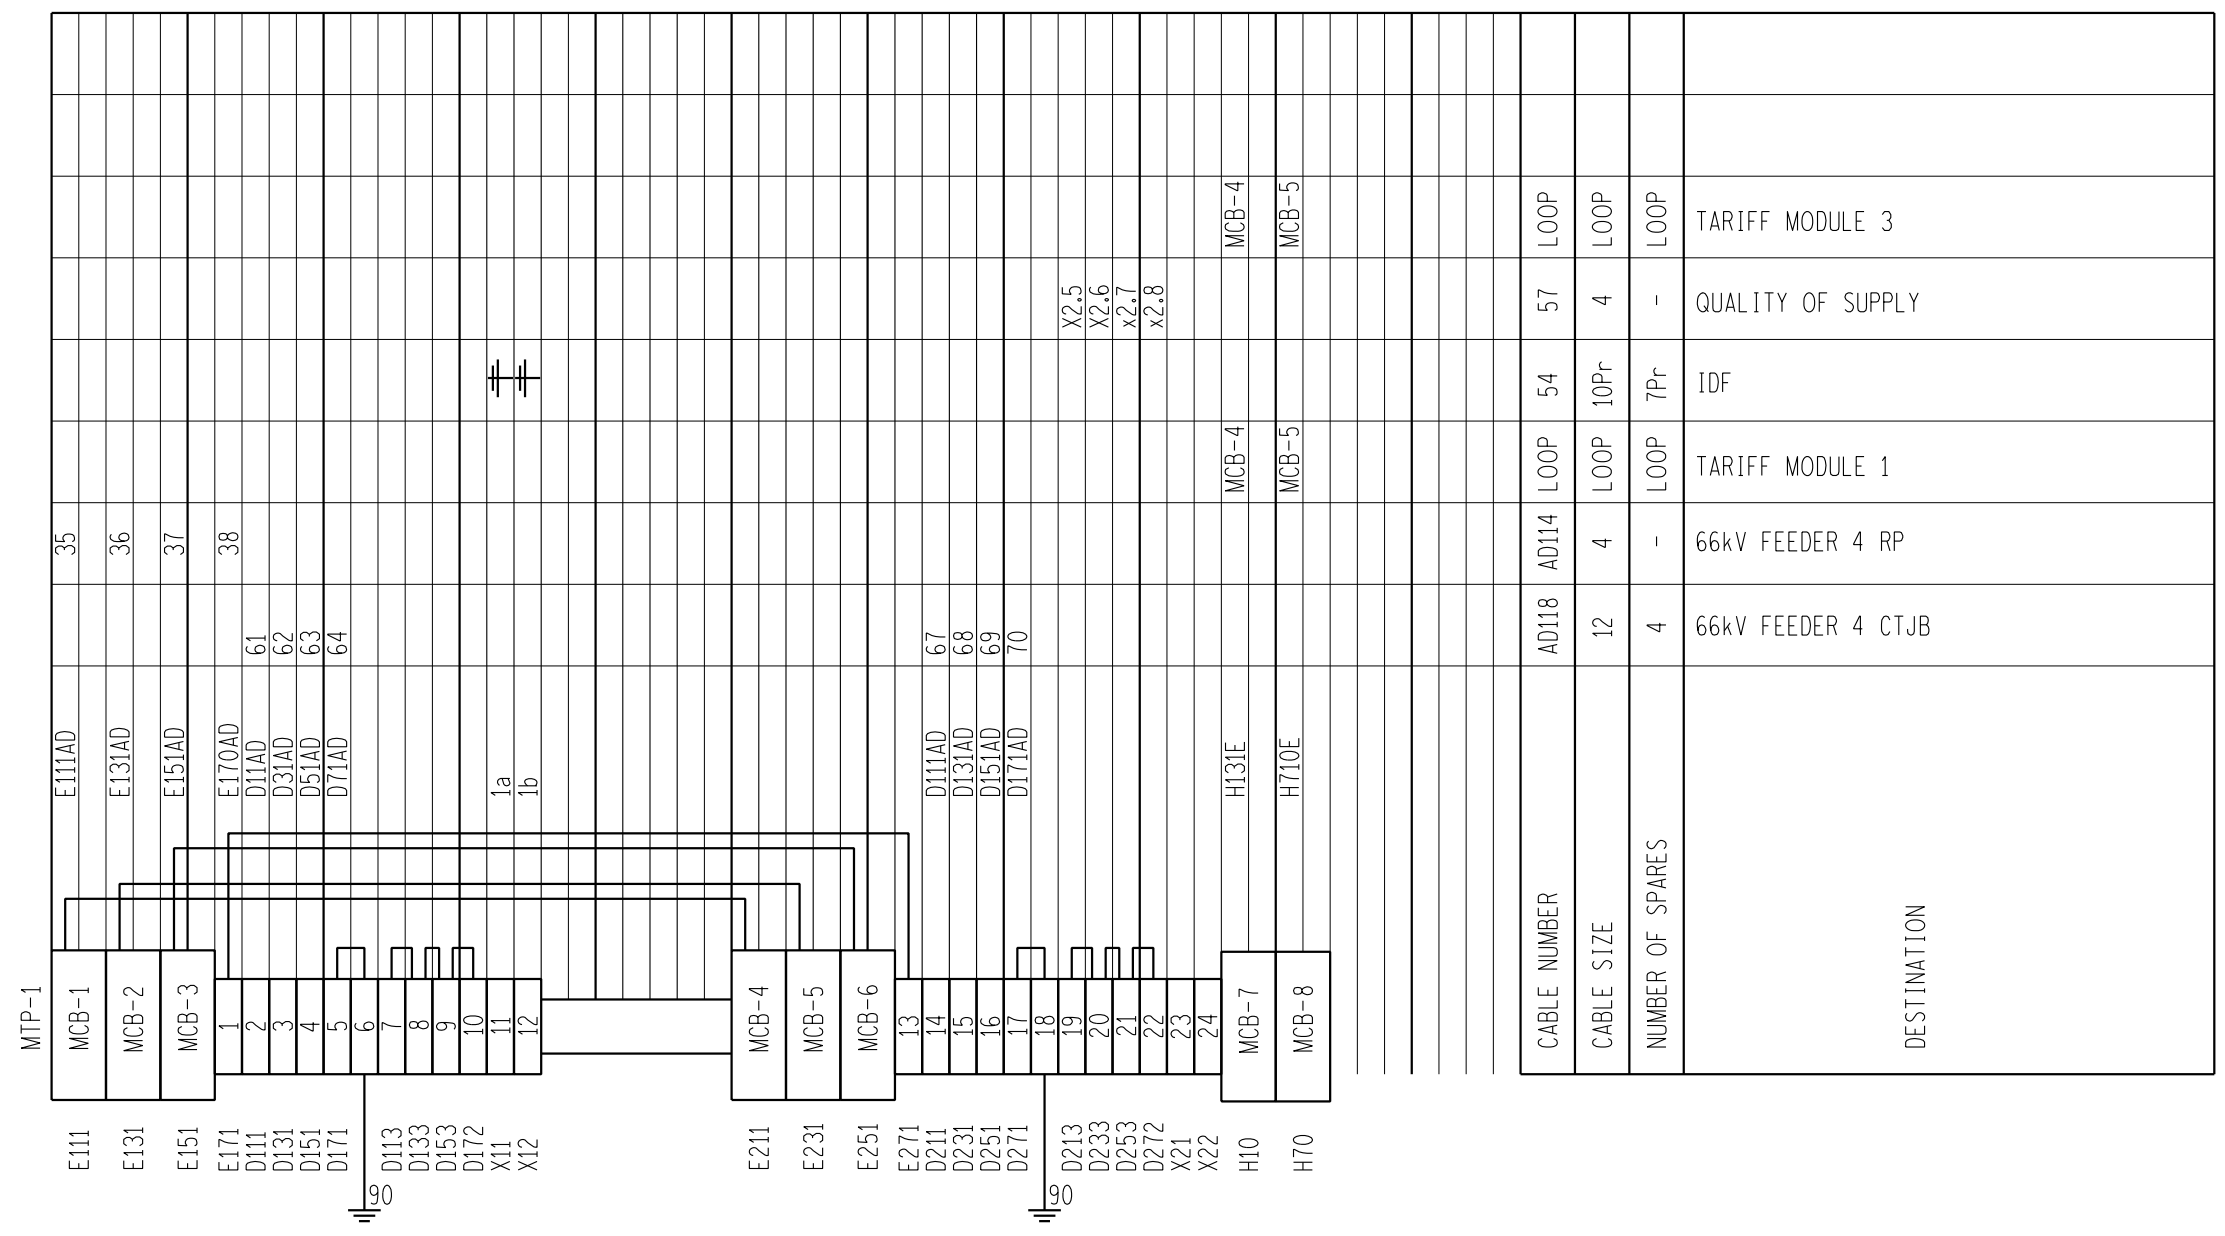 MCB-4
MCB-5
LOOP
LOOP
LOOP
TARIFF MODULE 3
X2.5
X2.6
x2.7
x2.8
57
4
-
QUALITY OF SUPPLY
54
10Pr
7Pr
IDF
MCB-4
MCB-5
LOOP
LOOP
LOOP
TARIFF MODULE 1
35
36
37
38
AD114
4
-
66kV FEEDER 4 RP
61
62
63
64
67
68
69
70
AD118
12
4
66kV FEEDER 4 CTJB
E111AD
E131AD
E151AD
E170AD
D11AD
D31AD
D51AD
D71AD
1a
1b
D111AD
D131AD
D151AD
D171AD
H131E
H710E
CABLE NUMBER
CABLE SIZE
NUMBER OF SPARES
DESTINATION
MTP-1
MCB-1
MCB-2
MCB-3
1
2
3
4
5
6
7
8
9
10
11
12
MCB-4
MCB-5
MCB-6
13
14
15
16
17
18
19
20
21
22
23
24
MCB-7
MCB-8
E111
E131
E151
E171
D111
D131
D151
D171
D113
D133
D153
D172
X11
X12
E211
E231
E251
E271
D211
D231
D251
D271
D213
D233
D253
D272
X21
X22
H10
H70
90
90